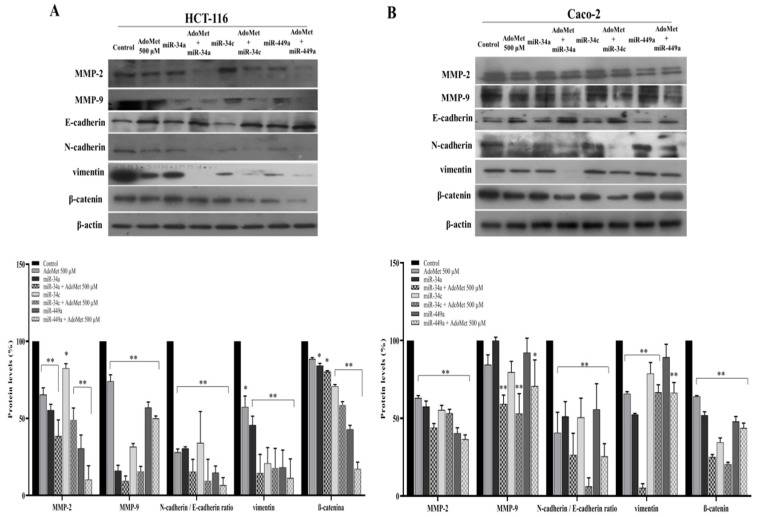 A
HCT-116
Control
AdoMet
500 µM
miR-34a
AdoMet
+
miR-34a
miR-34c
AdoMet
+
miR-34c
miR-449a
AdoMet
+
miR-449a
MMP-2
MMP-9
E-cadherin
N-cadherin
vimentin
β-catenin
β-actin
B
Caco-2
Control
AdoMet
500 µM
miR-34a
AdoMet
+
miR-34a
miR-34c
AdoMet
+
miR-34c
miR-449a
AdoMet
+
miR-449a
MMP-2
MMP-9
E-cadherin
N-cadherin
vimentin
β-catenin
β-actin
150
100
50
0
Protein levels (%)
Control
AdoMet 500 µM
miR-34a
miR-34a + AdoMet 500 µM
miR-34c
miR-34c + AdoMet 500 µM
miR-449a
miR-449a + AdoMet 500 µM
** * ** ** ** * ** * * **
MMP-2
MMP-9
N-cadherin / E-cadherin ratio
vimentin
ß-catenina
150
100
50
0
Protein levels (%)
Control
AdoMet 500 µM
miR-34a
miR-34a + AdoMet 500 µM
miR-34c
miR-34c + AdoMet 500 µM
miR-449a
miR-449a + AdoMet 500 µM
** ** ** * ** ** ** **
MMP-2
MMP-9
N-cadherin / E-cadherin ratio
vimentin
ß-catenin